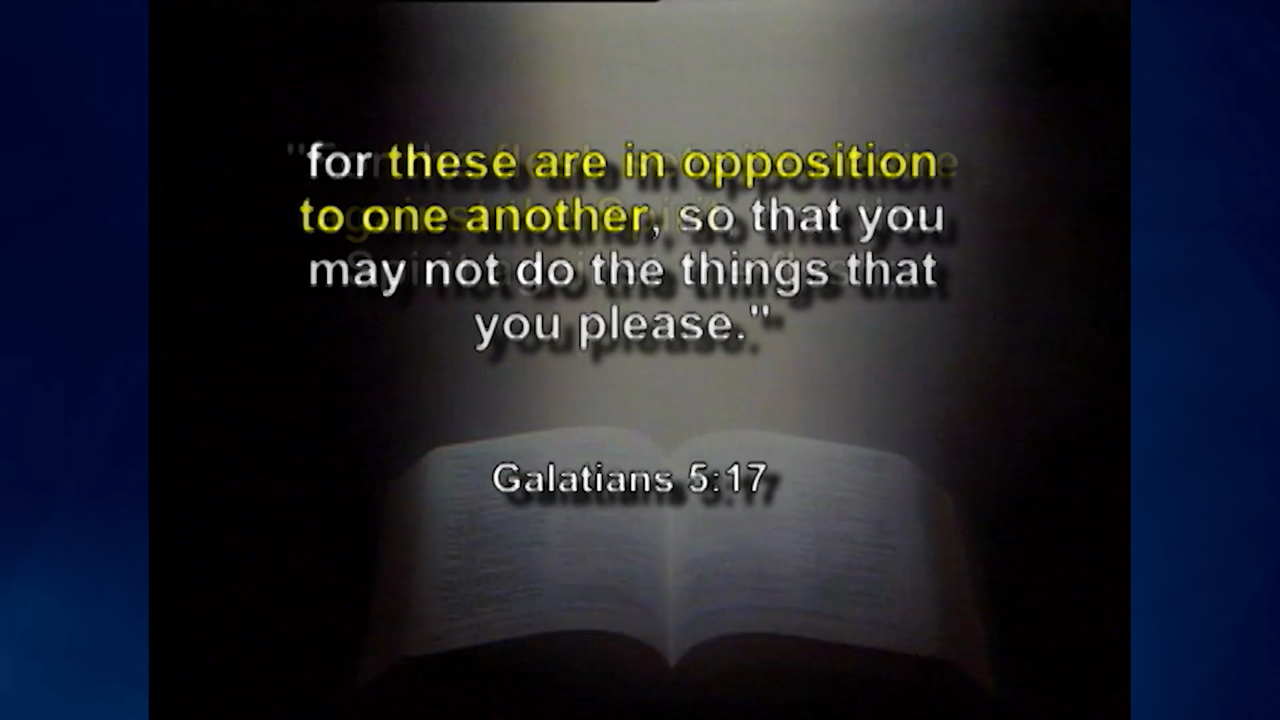 for these are in opposition
to one another, so that you
may not do the things that
you please."
Galatians 5:17